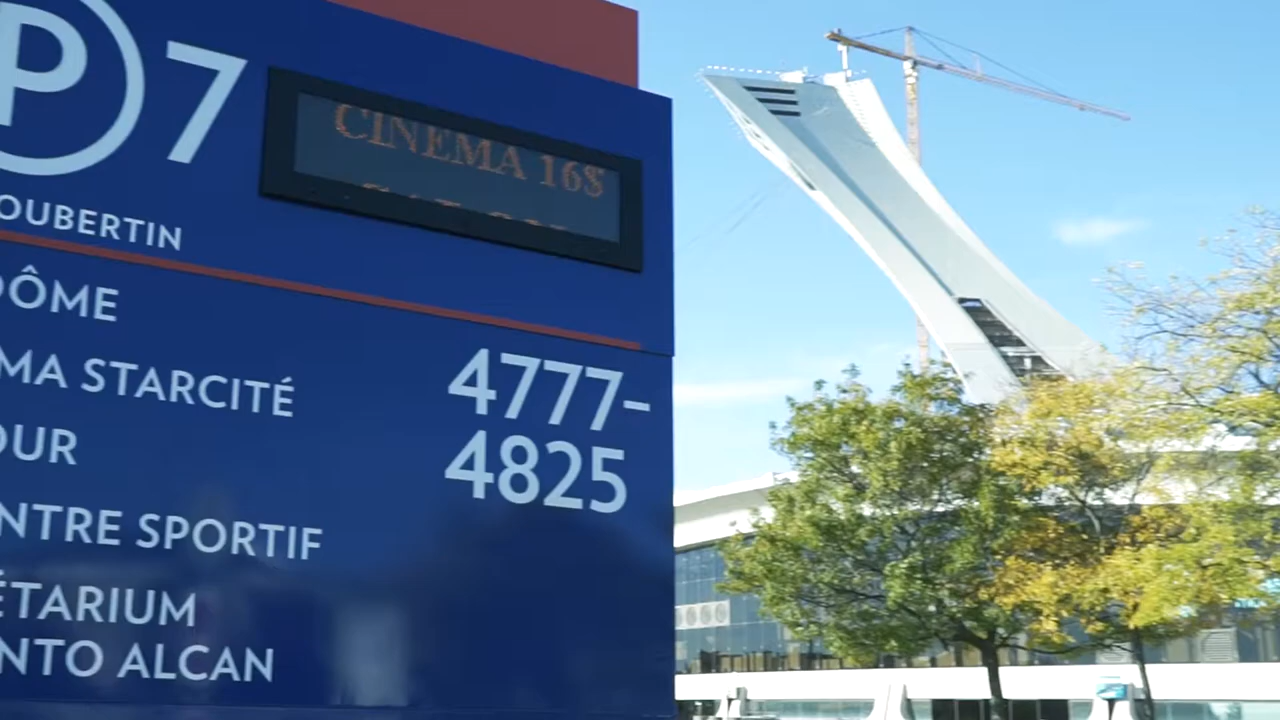 P 7
CINEMA 16$
OUBERTIN
DÔME
MA STARCITÉ
4777-
OUR
4825
NTRE SPORTIF
ÉTARIUM
NTO ALCAN